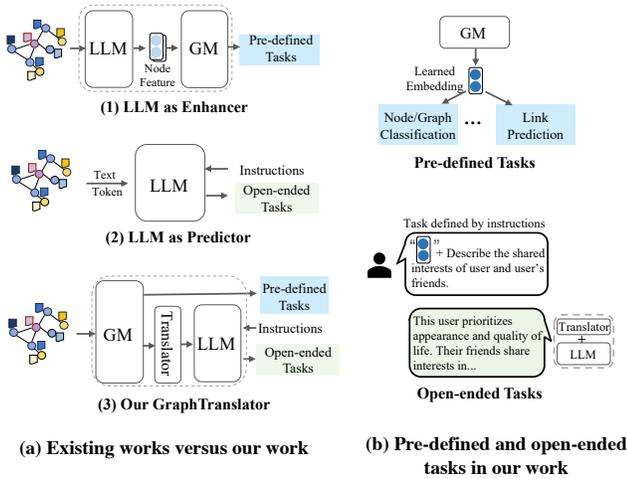 LLM
Node
Feature
GM
Pre-defined
Tasks
(1) LLM as Enhancer
Text
Token
LLM
Instructions
Open-ended
Tasks
(2) LLM as Predictor
GM
Translator
LLM
Pre-defined
Tasks
Instructions
Open-ended
Tasks
(3) Our GraphTranslator
(a) Existing works versus our work
GM
Learned
Embedding
Node/Graph
Classification
...
Link
Prediction
Pre-defined Tasks
Task defined by instructions
“ ” + Describe the shared
interests of user and user's
friends.
This user prioritizes
appearance and quality of
life. Their friends share
interests in...
Translator
+
LLM
Open-ended Tasks
(b) Pre-defined and open-ended
tasks in our work